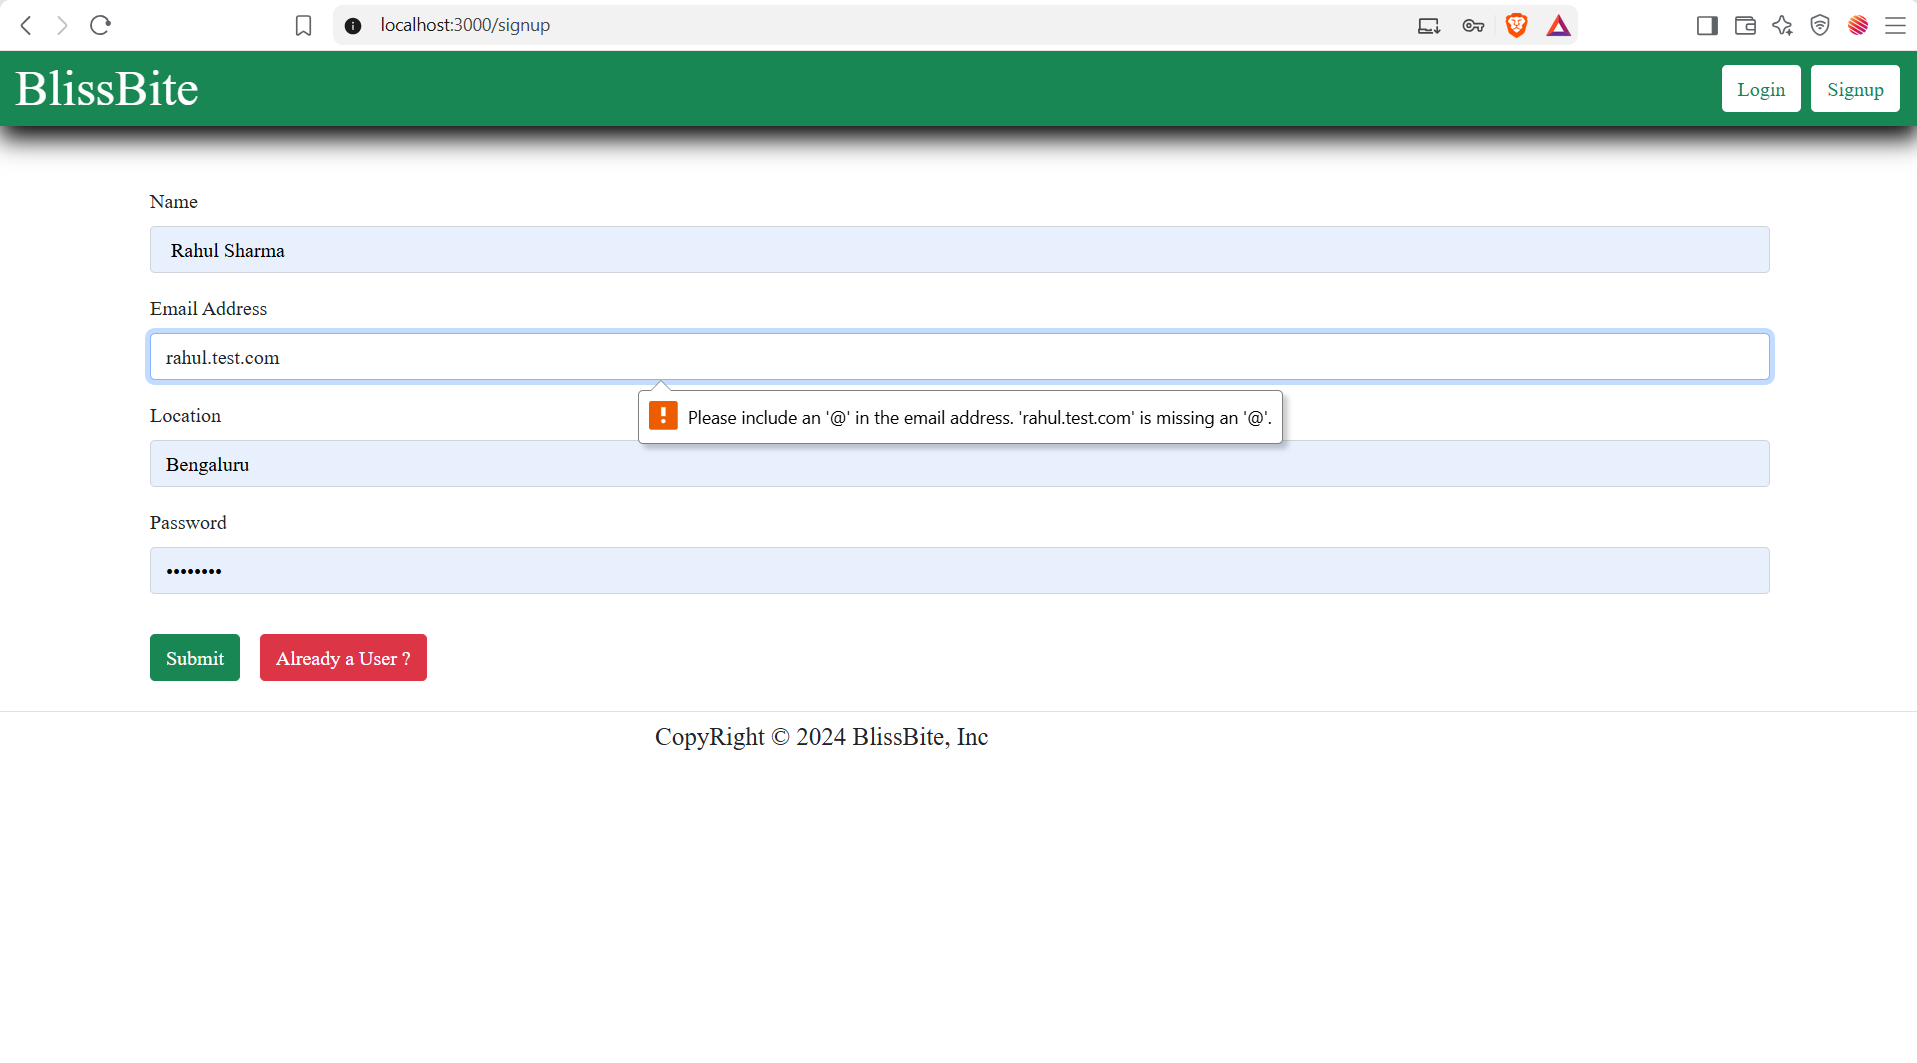 localhost:3000/signup
BlissBite
Login
Signup
Name
Rahul Sharma
Email Address
rahul.test.com
Please include an '@' in the email address. 'rahul.test.com' is missing an '@'.
Location
Bengaluru
Password
••••••••
Submit
Already a User ?
CopyRight © 2024 BlissBite, Inc